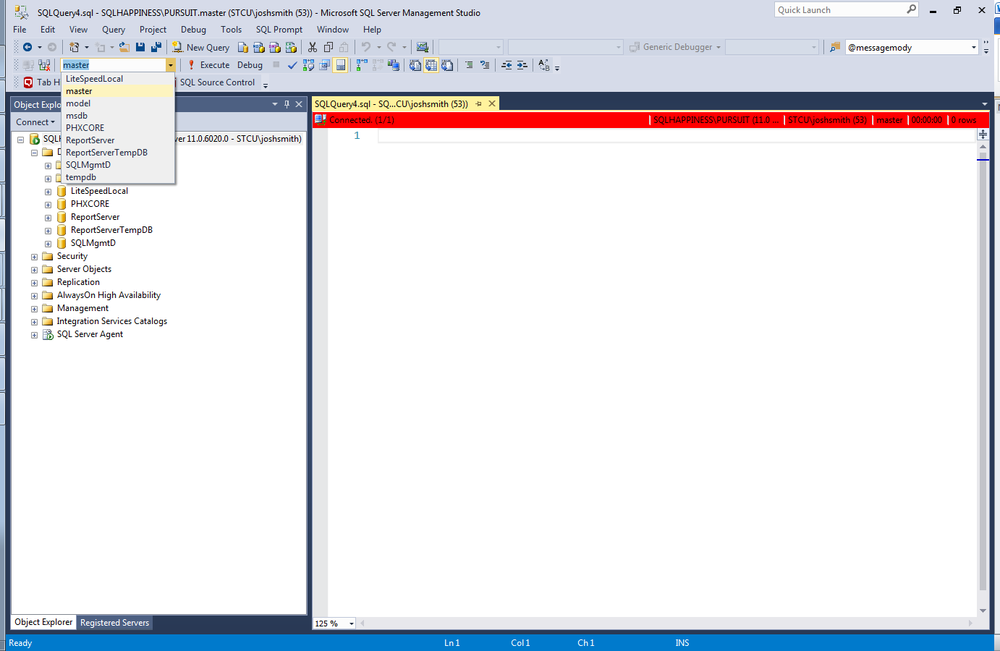 SQLQuery4.sql - SQLHAPPINESS\PURSUIT.master (STCU\joshsmith (53)) - Microsoft SQL Server Management Studio
Quick Launch
File Edit View Query Project Debug Tools SQL Prompt Window Help
New Query
Generic Debugger
@messagemody
master
Execute Debug
Tab H
SQL Source Control
LiteSpeedLocal
master
model
msdb
PHXCORE
ReportServer
ReportServerTempDB
SQLMgmtD
tempdb
Object Explo
Connect
SQLH
ver 11.0.6020.0 - STCU\joshsmith)
D
LiteSpeedLocal
PHXCORE
ReportServer
ReportServerTempDB
SQLMgmtD
Security
Server Objects
Replication
AlwaysOn High Availability
Management
Integration Services Catalogs
SQL Server Agent
Object Explorer Registered Servers
SQLQuery4.sql - SQ...CU\joshsmith (53))
Connected. (1/1) SQLHAPPINESS\PURSUIT (11.0 ... STCU\joshsmith (53) master 00:00:00 0 rows
1
125 %
Ready Ln 1 Col 1 Ch 1 INS